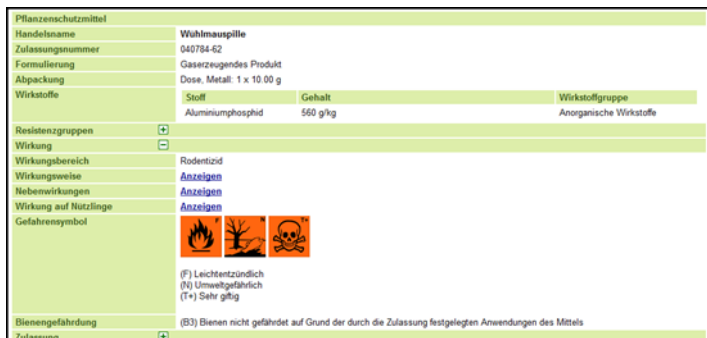 Pflanzenschutzmittel
Handelsname Wühlmauspille
Zulassungsnummer 040784-62
Formulierung Gaserzeugendes Produkt
Abpackung Dose, Metall: 1 x 10.00 g
Wirkstoffe Stoff Gehalt Wirkstoffgruppe
Aluminiumphosphid 560 g/kg Anorganische Wirkstoffe
Resistenzgruppen
Wirkung
Wirkungsbereich Rodentizid
Wirkungsweise Anzeigen
Nebenwirkungen Anzeigen
Wirkung auf Nützlinge Anzeigen
Gefahrensymbol F N T+
(F) Leichtentzündlich
(N) Umweltgefährlich
(T+) Sehr giftig
Bienengefährdung (B3) Bienen nicht gefährdet auf Grund der durch die Zulassung festgelegten Anwendungen des Mittels
Zulassung